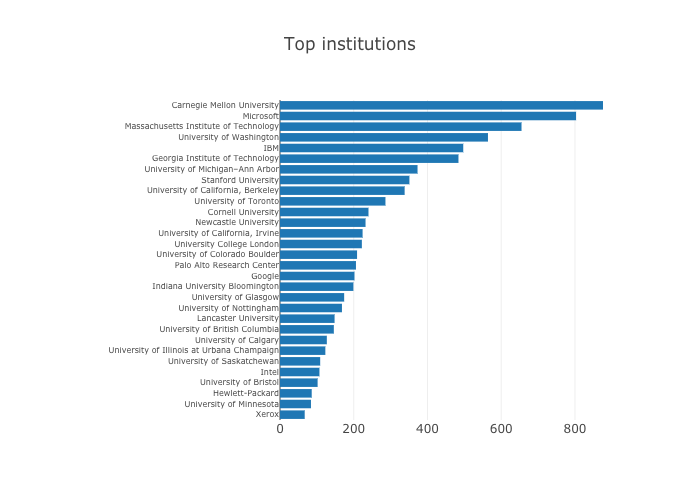 Top institutions
Carnegie Mellon University
Microsoft
Massachusetts Institute of Technology
University of Washington
IBM
Georgia Institute of Technology
University of Michigan–Ann Arbor
Stanford University
University of California, Berkeley
University of Toronto
Cornell University
Newcastle University
University of California, Irvine
University College London
University of Colorado Boulder
Palo Alto Research Center
Google
Indiana University Bloomington
University of Glasgow
University of Nottingham
Lancaster University
University of British Columbia
University of Calgary
University of Illinois at Urbana Champaign
University of Saskatchewan
Intel
University of Bristol
Hewlett-Packard
University of Minnesota
Xerox
0 200 400 600 800